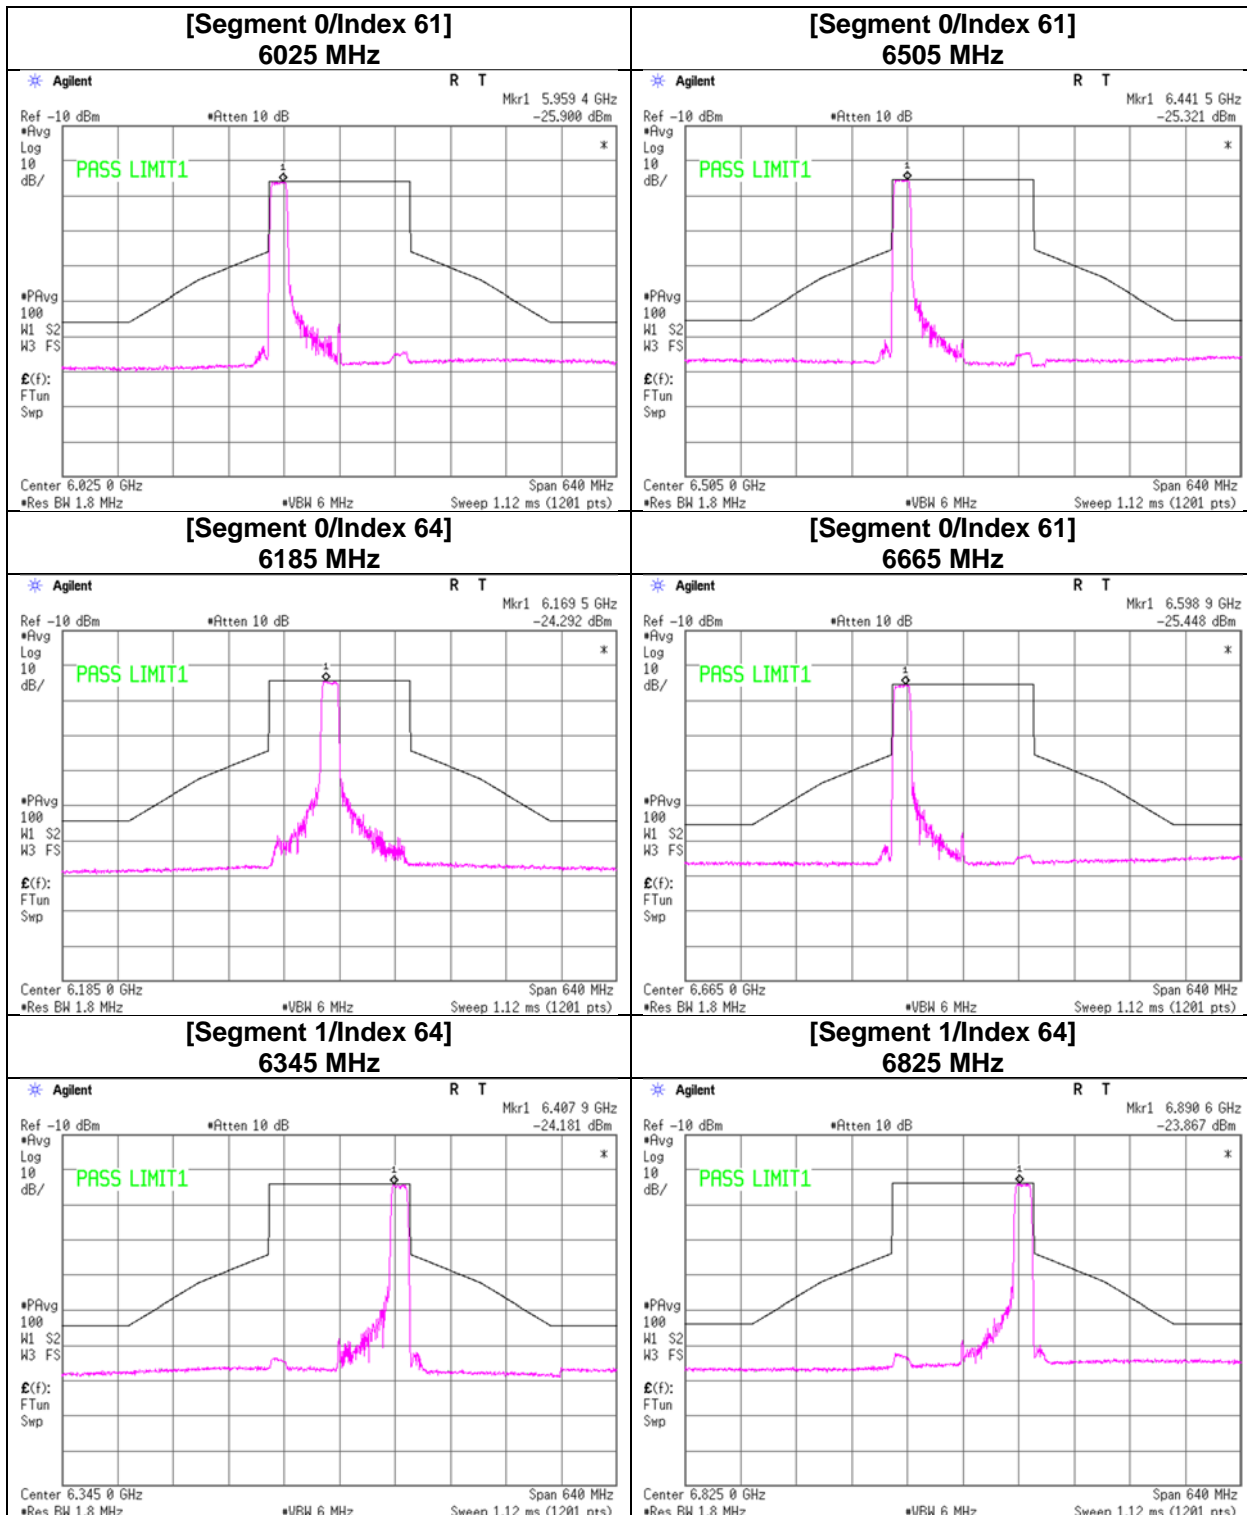 [Segment 0/Index 61]
6025 MHz
Agilent R T
Mkr1 5.959 4 GHz
Ref -10 dBm #Atten 10 dB -25.900 dBm
#Avg
Log
10
dB/
PASS LIMIT1
*
1
#PAvg
100
W1 S2
W3 FS
£(f):
FTun
Swp
Center 6.025 0 GHz Span 640 MHz
#Res BW 1.8 MHz #VBW 6 MHz Sweep 1.12 ms (1201 pts)
[Segment 0/Index 61]
6505 MHz
Agilent R T
Mkr1 6.441 5 GHz
Ref -10 dBm #Atten 10 dB -25.321 dBm
#Avg
Log
10
dB/
PASS LIMIT1
*
1
#PAvg
100
W1 S2
W3 FS
£(f):
FTun
Swp
Center 6.505 0 GHz Span 640 MHz
#Res BW 1.8 MHz #VBW 6 MHz Sweep 1.12 ms (1201 pts)
[Segment 0/Index 64]
6185 MHz
Agilent R T
Mkr1 6.169 5 GHz
Ref -10 dBm #Atten 10 dB -24.292 dBm
#Avg
Log
10
dB/
PASS LIMIT1
*
1
#PAvg
100
W1 S2
W3 FS
£(f):
FTun
Swp
Center 6.185 0 GHz Span 640 MHz
#Res BW 1.8 MHz #VBW 6 MHz Sweep 1.12 ms (1201 pts)
[Segment 0/Index 61]
6665 MHz
Agilent R T
Mkr1 6.598 9 GHz
Ref -10 dBm #Atten 10 dB -25.448 dBm
#Avg
Log
10
dB/
PASS LIMIT1
*
1
#PAvg
100
W1 S2
W3 FS
£(f):
FTun
Swp
Center 6.665 0 GHz Span 640 MHz
#Res BW 1.8 MHz #VBW 6 MHz Sweep 1.12 ms (1201 pts)
[Segment 1/Index 64]
6345 MHz
Agilent R T
Mkr1 6.407 9 GHz
Ref -10 dBm #Atten 10 dB -24.181 dBm
#Avg
Log
10
dB/
PASS LIMIT1
*
1
#PAvg
100
W1 S2
W3 FS
£(f):
FTun
Swp
Center 6.345 0 GHz Span 640 MHz
#Res BW 1.8 MHz #VBW 6 MHz Sweep 1.12 ms (1201 pts)
[Segment 1/Index 64]
6825 MHz
Agilent R T
Mkr1 6.890 6 GHz
Ref -10 dBm #Atten 10 dB -23.867 dBm
#Avg
Log
10
dB/
PASS LIMIT1
*
1
#PAvg
100
W1 S2
W3 FS
£(f):
FTun
Swp
Center 6.825 0 GHz Span 640 MHz
#Res BW 1.8 MHz #VBW 6 MHz Sweep 1.12 ms (1201 pts)